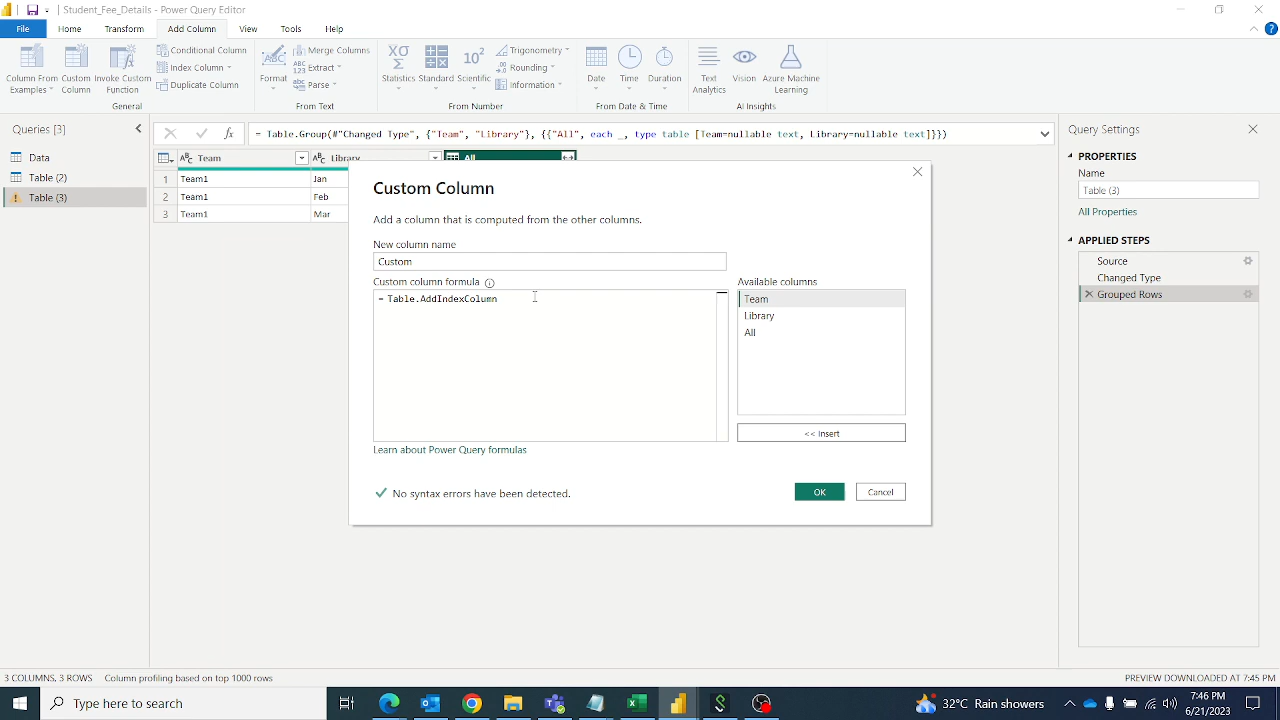 Student_Fee_Details - Power Query Editor
File Home Transform Add Column View Tools Help
Column From Examples Custom Column Invoke Custom Function
Conditional Column
Index Column
Duplicate Column
General
Format
Merge Columns
Extract
Parse
From Text
Statistics Standard Scientific
Trigonometry
Rounding
Information
From Number
Date Time Duration
From Date & Time
Text Analytics Vision Azure Machine Learning
AI Insights
Queries [3]
Data
Table (2)
Table (3)
= Table.Group(#"Changed Type", {"Team", "Library"}, {{"All", each _, type table [Team=nullable text, Library=nullable text]}})
Team Library All
1 Team1 Jan
2 Team1 Feb
3 Team1 Mar
Custom Column
Add a column that is computed from the other columns.
New column name
Custom
Custom column formula
= Table.AddIndexColumn
Available columns
Team
Library
All
<< Insert
Learn about Power Query formulas
No syntax errors have been detected.
OK Cancel
Query Settings
PROPERTIES
Name
Table (3)
All Properties
APPLIED STEPS
Source
Changed Type
Grouped Rows
3 COLUMNS, 3 ROWS Column profiling based on top 1000 rows
PREVIEW DOWNLOADED AT 7:45 PM
Type here to search
32°C Rain showers
7:46 PM
6/21/2023